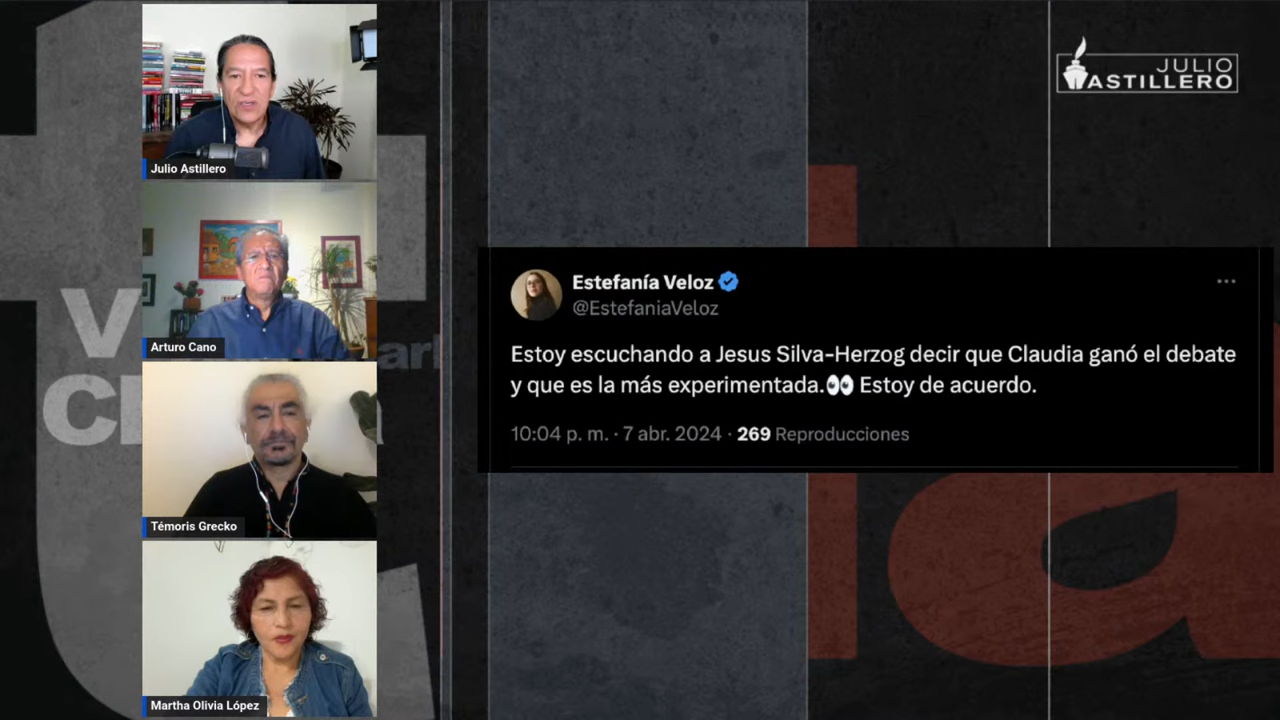 Julio Astillero
Arturo Cano
Témoris Grecko
Martha Olivia López
JULIO
ASTILLERO
Estefanía Veloz
@EstefaniaVeloz
Estoy escuchando a Jesus Silva-Herzog decir que Claudia ganó el debate
y que es la más experimentada.👀 Estoy de acuerdo.
10:04 p. m. · 7 abr. 2024 · 269 Reproducciones